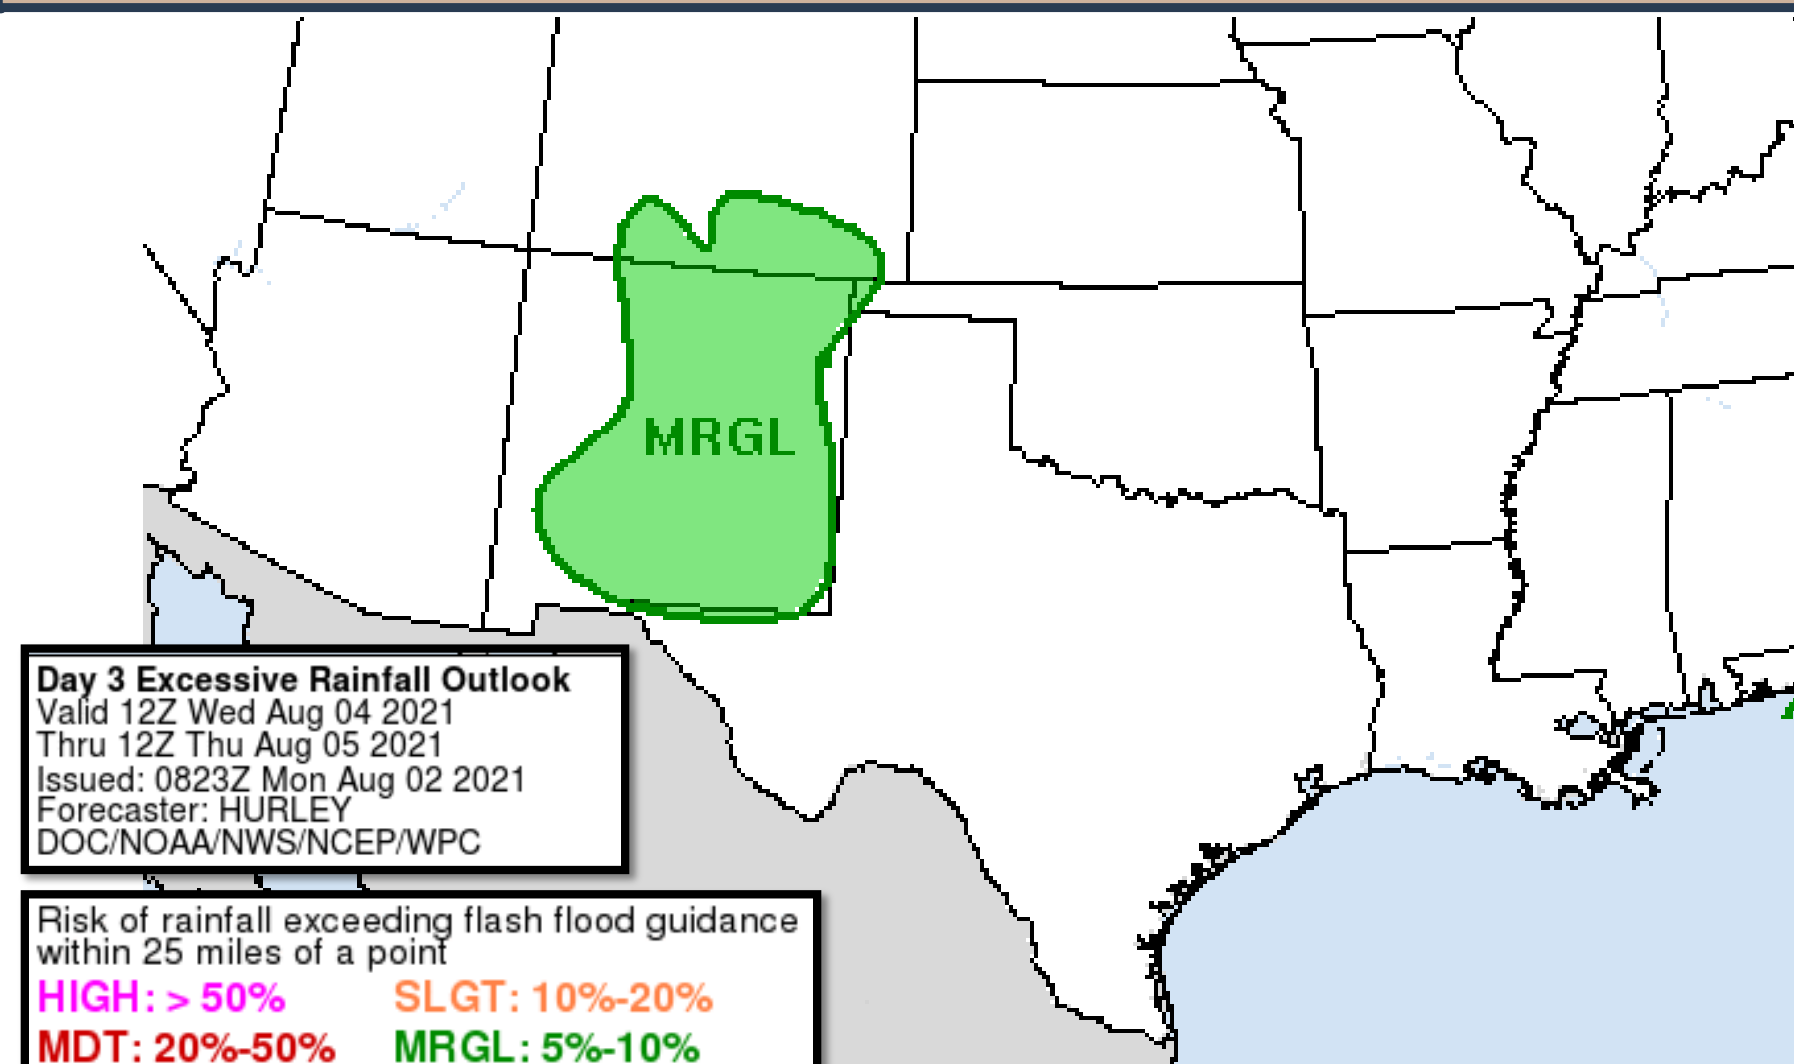 MRGL
Day 3 Excessive Rainfall Outlook
Valid 12Z Wed Aug 04 2021
Thru 12Z Thu Aug 05 2021
Issued: 0823Z Mon Aug 02 2021
Forecaster: HURLEY
DOC/NOAA/NWS/NCEP/WPC
Risk of rainfall exceeding flash flood guidance
within 25 miles of a point
HIGH: > 50% SLGT: 10%-20%
MDT: 20%-50% MRGL: 5%-10%